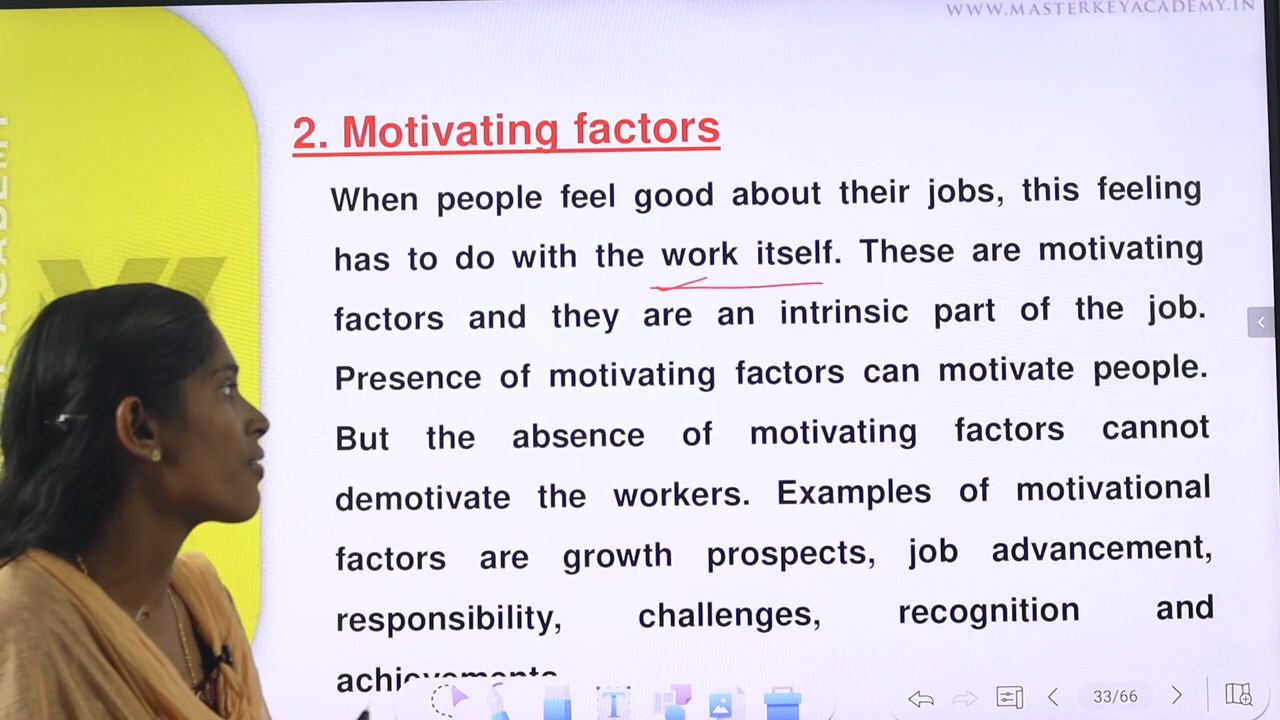 WWW.MASTERKEYACADEMY.IN
2. Motivating factors
When people feel good about their jobs, this feeling
has to do with the work itself. These are motivating
factors and they are an intrinsic part of the job.
Presence of motivating factors can motivate people.
But the absence of motivating factors cannot
demotivate the workers. Examples of motivational
factors are growth prospects, job advancement,
responsibility, challenges, recognition and
achievements
T
33/66